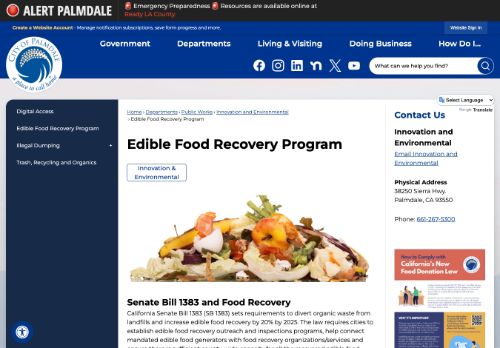 ALERT PALMDALE
🚨 Emergency Preparedness 🚨 Resources are available online at
Ready LA County.
Create a Website Account - Manage notification subscriptions, save form progress and more.
Website Sign In
CITY OF PALMDALE
a place to call home
Government
Departments
Living & Visiting
Doing Business
How Do I...
What can we help you find?
Select Language
Google Translate
Digital Access
Edible Food Recovery Program
Illegal Dumping
Trash, Recycling and Organics
Home › Departments › Public Works › Innovation and Environmental
› Edible Food Recovery Program
Edible Food Recovery Program
Innovation &
Environmental
Senate Bill 1383 and Food Recovery
California Senate Bill 1383 (SB 1383) sets requirements to divert organic waste from
landfills and increase edible food recovery by 20% by 2025. The law requires cities to
establish edible food recovery outreach and inspections programs, help connect
mandated edible food generators with food recovery organizations/services and
Contact Us
Innovation and
Environmental
Email Innovation and
Environmental
Physical Address
38250 Sierra Hwy.
Palmdale, CA 93550
Phone: 661-267-5300
How to Comply with
California's New
Food Donation Law